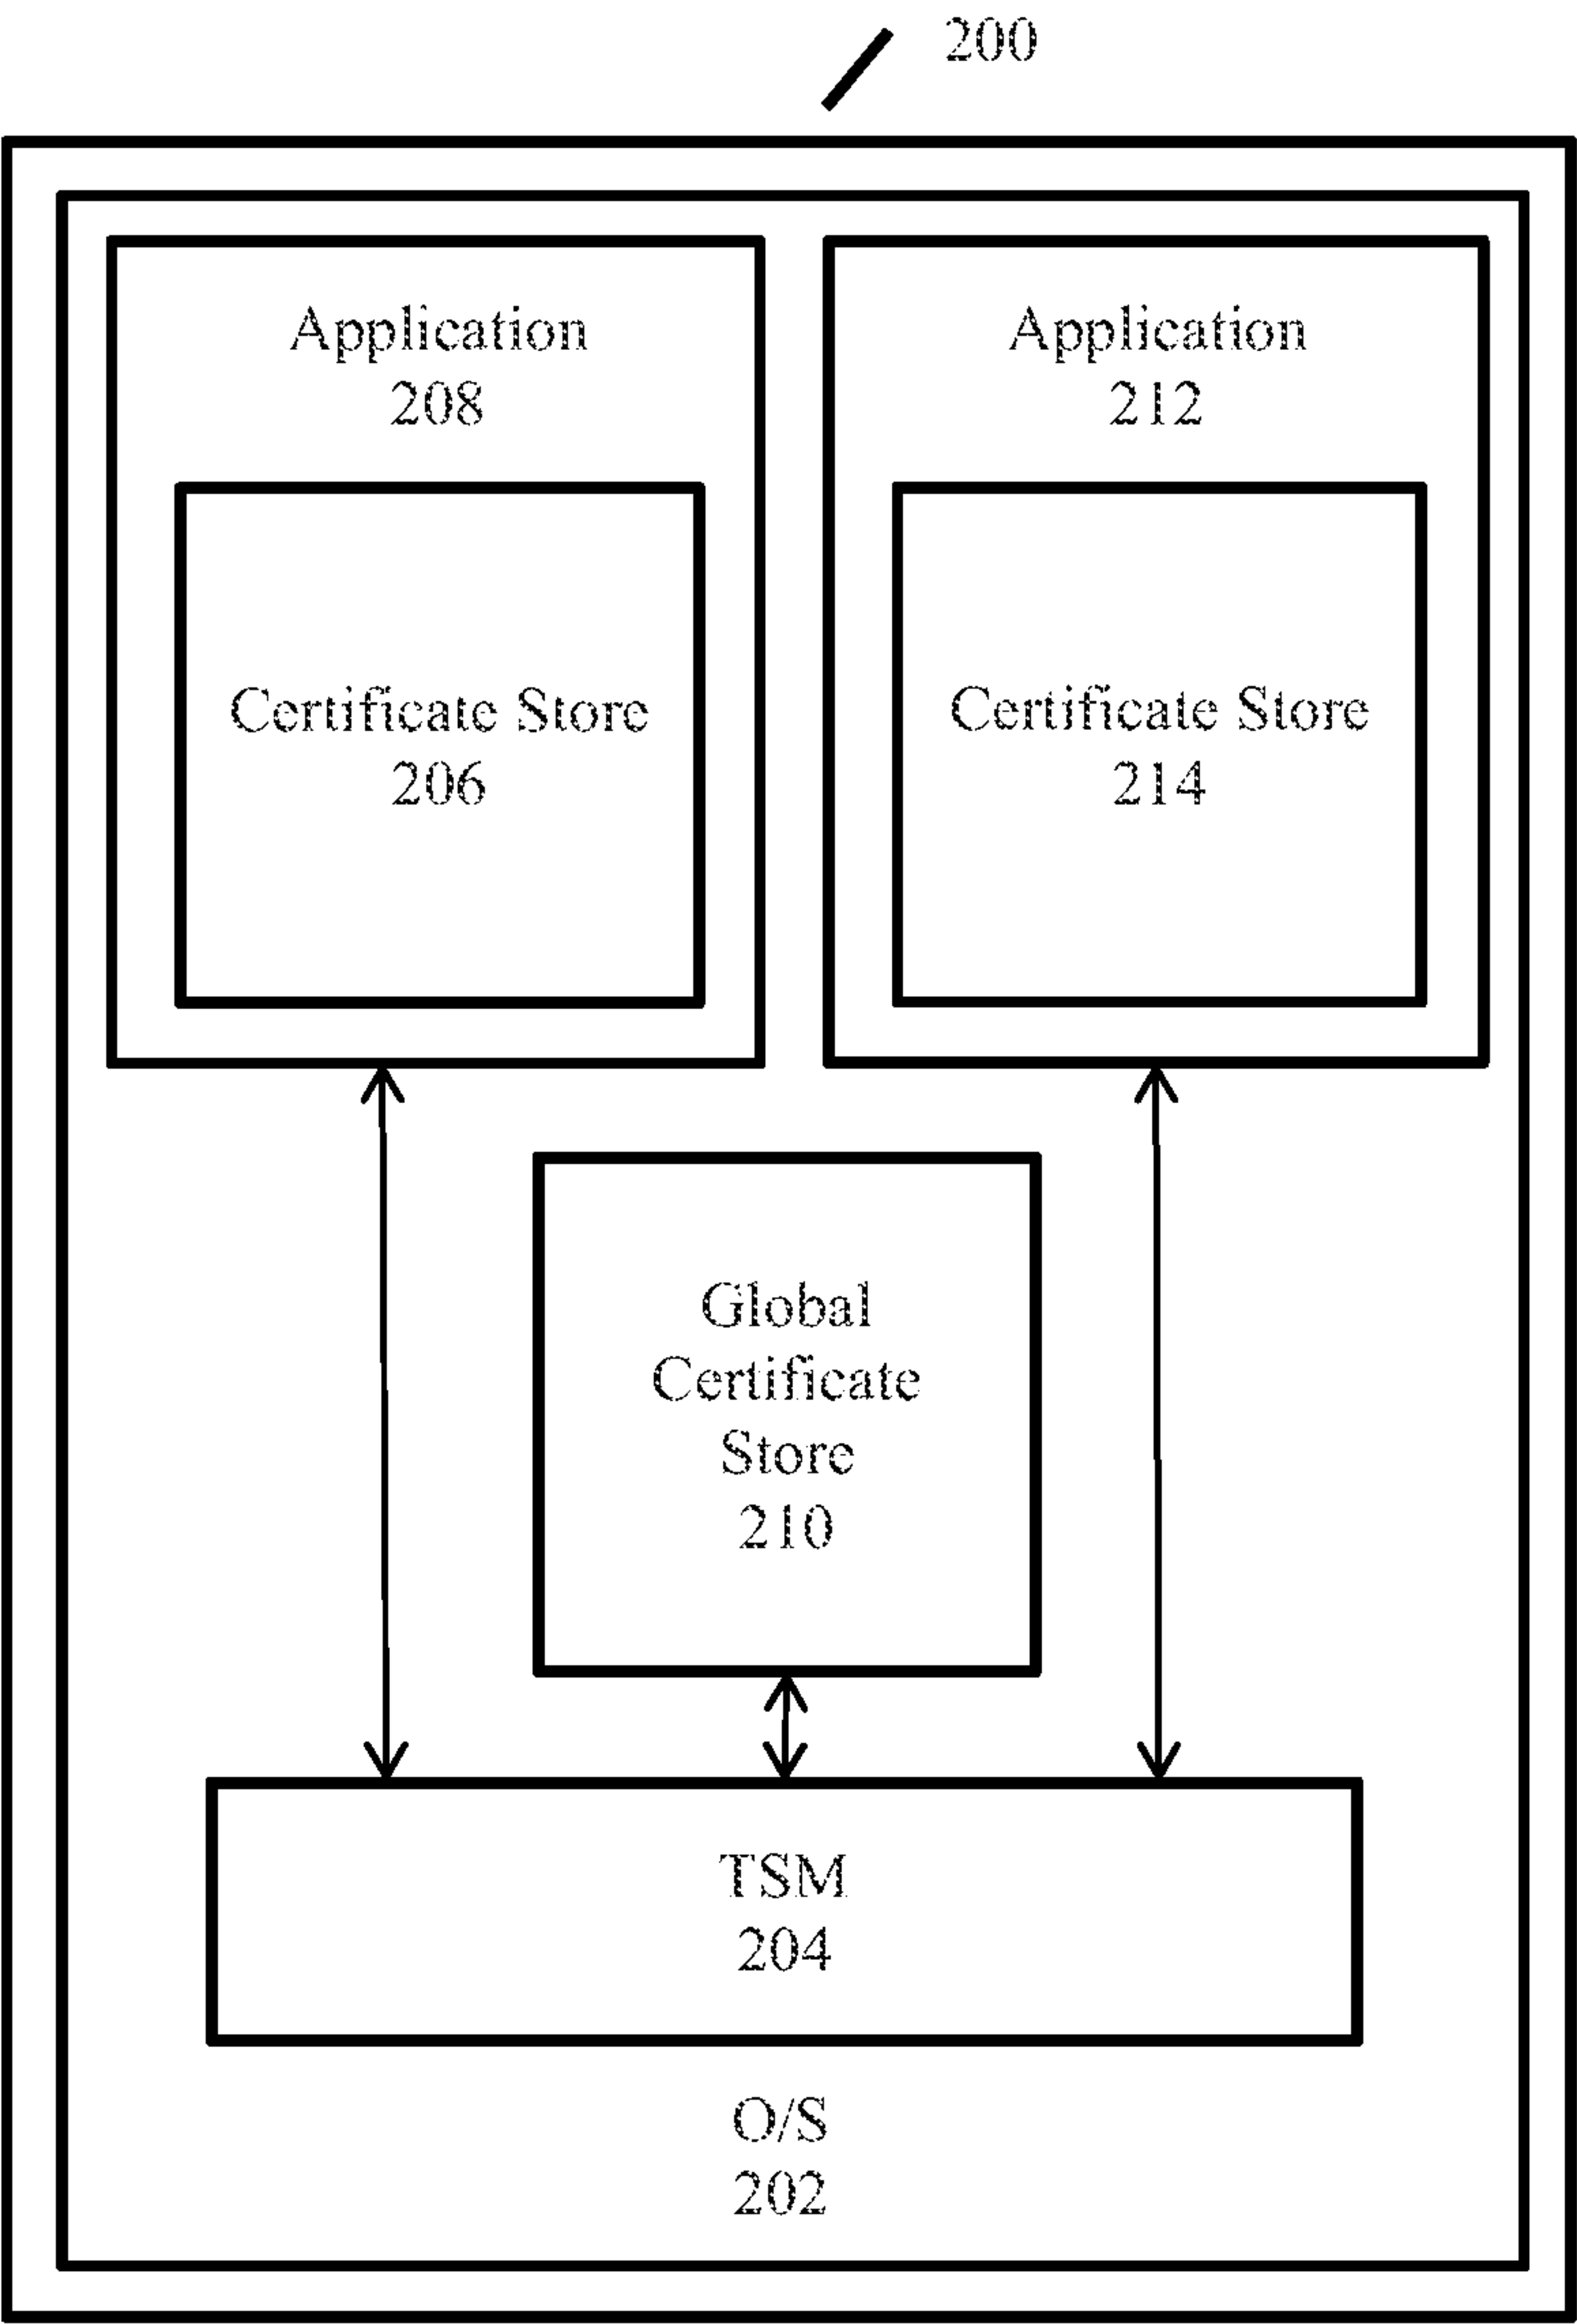 200
Application
208
Certificate Store
206
Application
212
Certificate Store
214
Global
Certificate
Store
210
TSM
204
O/S
202